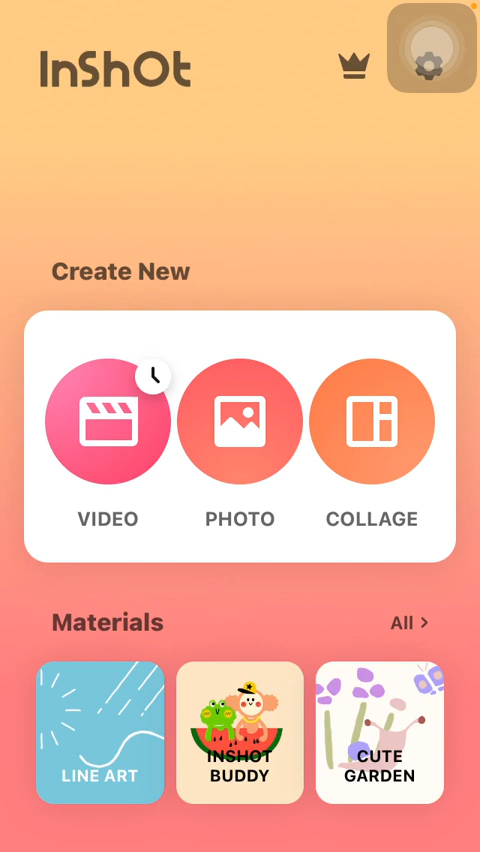 InShOt
Create New
VIDEO
PHOTO
COLLAGE
Materials
All >
LINE ART
INSHOT
BUDDY
CUTE
GARDEN